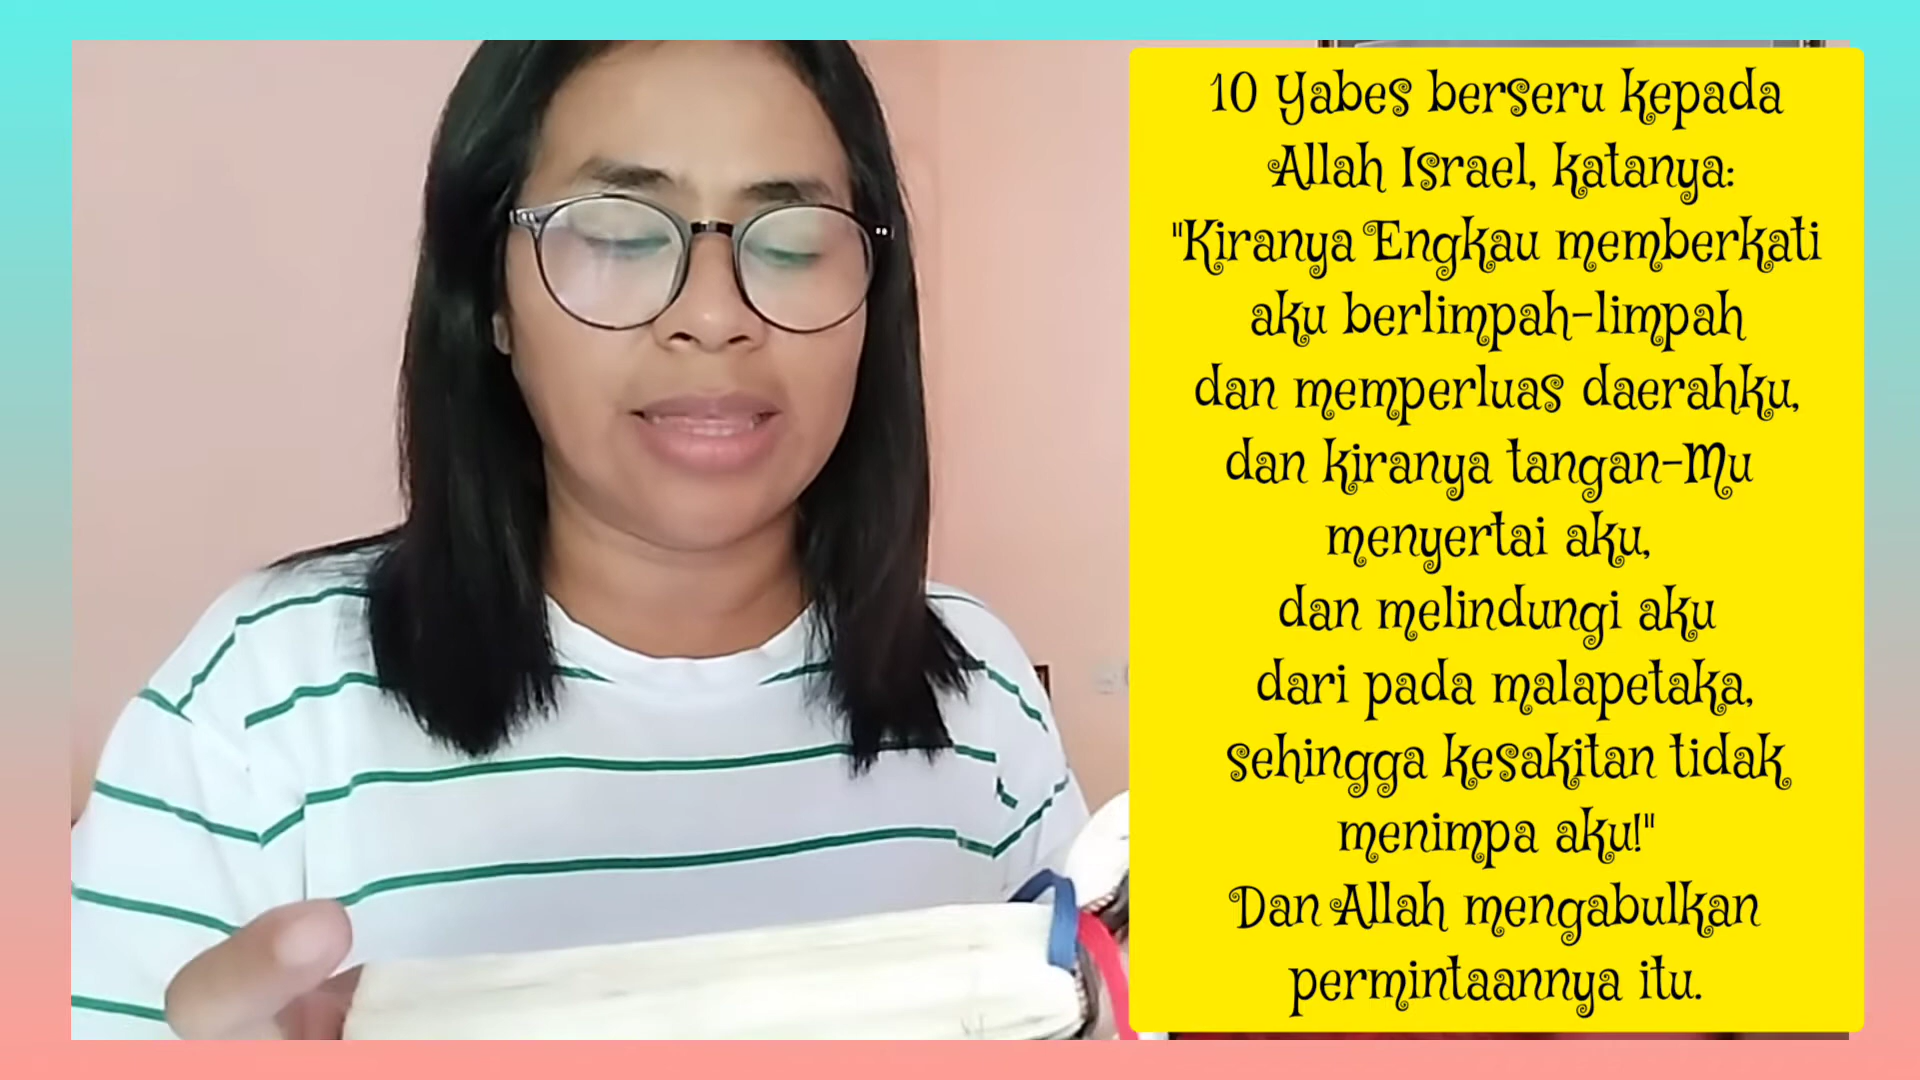 10 Yabes berseru kepada
Allah Israel, katanya:
"Kiranya Engkau memberkati
aku berlimpah-limpah
dan memperluas daerahku,
dan kiranya tangan-Mu
menyertai aku,
dan melindungi aku
dari pada malapetaka,
sehingga kesakitan tidak
menimpa aku!"
Dan Allah mengabulkan
permintaannya itu.